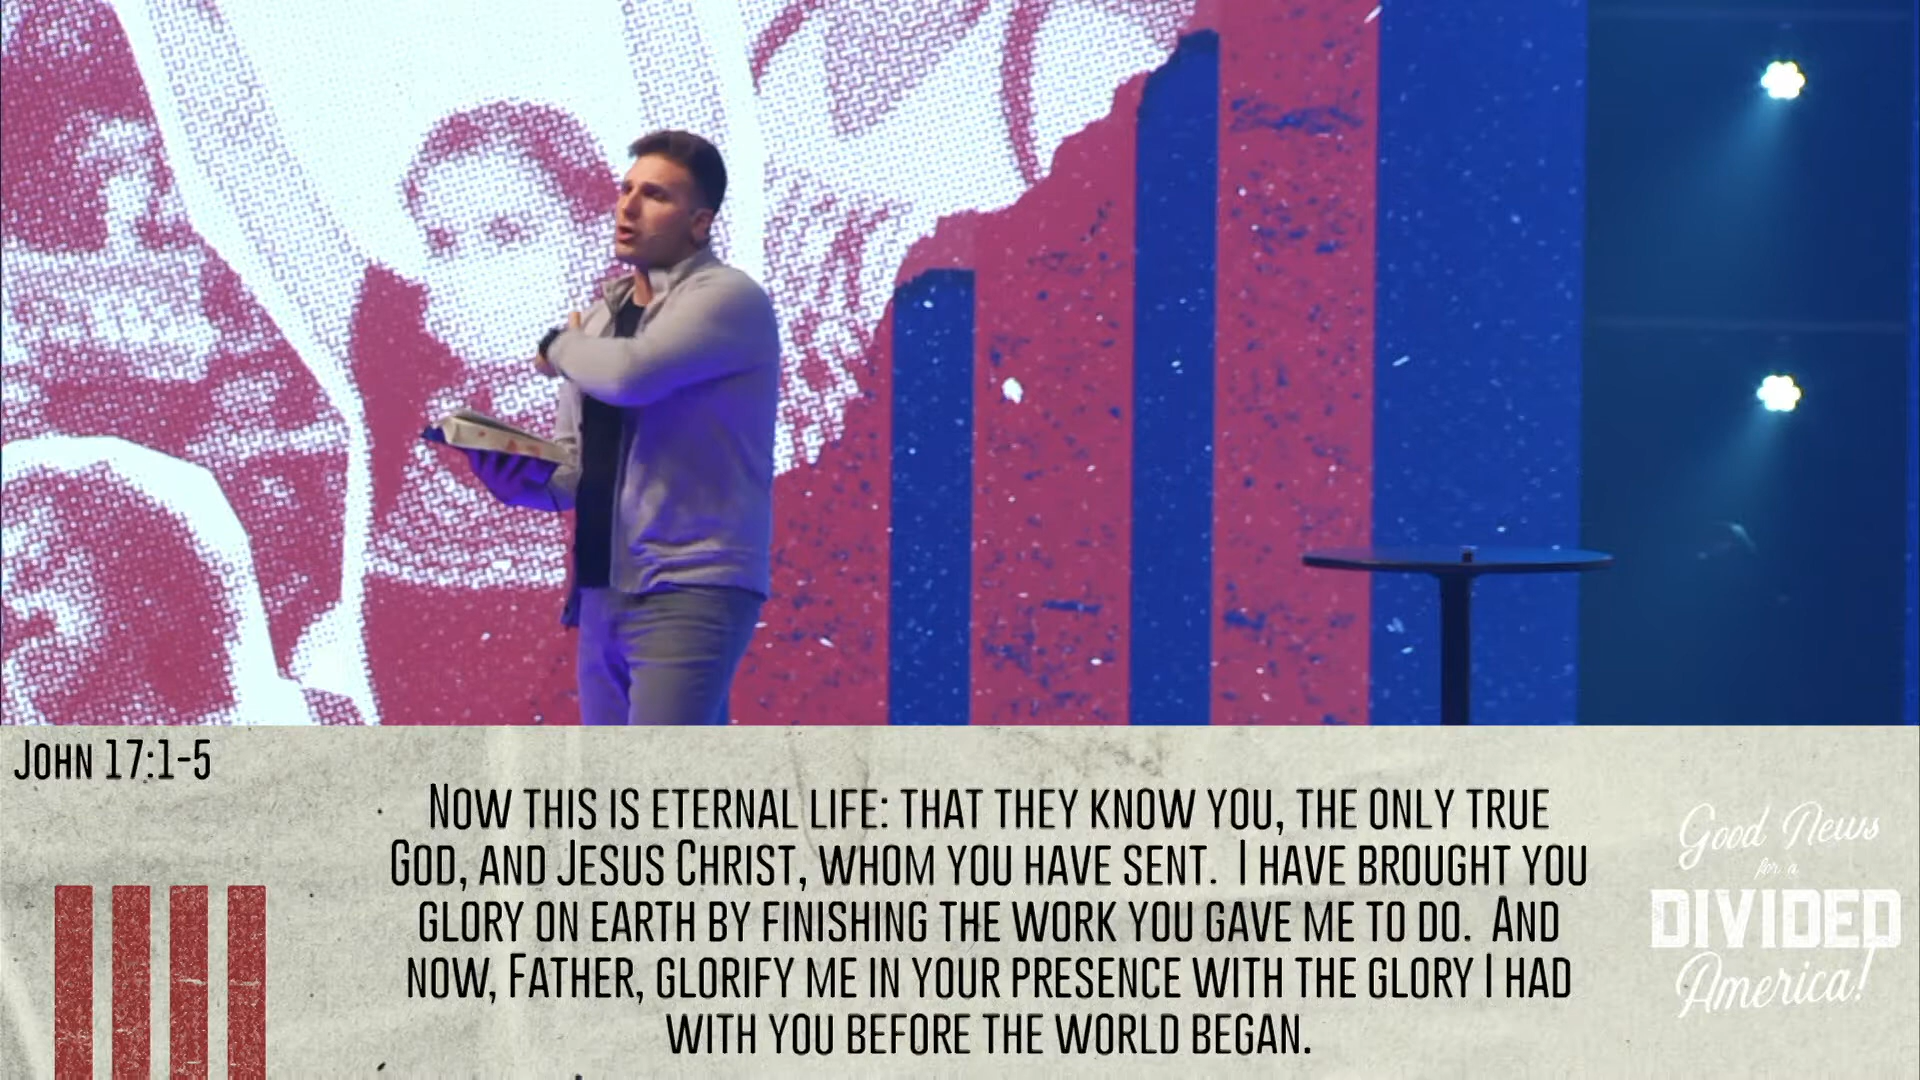 John 17:1-5
Now this is eternal life: that they know you, the only true
God, and Jesus Christ, whom you have sent. I have brought you
glory on earth by finishing the work you gave me to do. And
now, Father, glorify me in your presence with the glory I had
with you before the world began.
Good News
for a
DIVIDED
America!